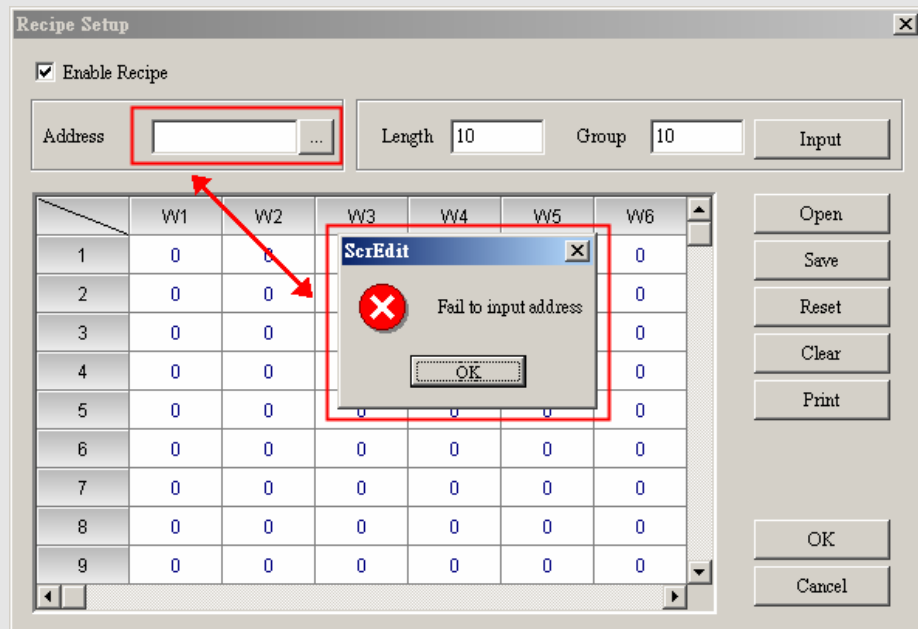 Recipe Setup
Enable Recipe
Address ... Length 10 Group 10 Input
W1 W2 W3 W4 W5 W6 Open
1 0 0 0
ScrEdit
Save
2 0 0 0
Fail to input address
Reset
3 0 0 0
Clear
4 0 0 0
OK
Print
5 0 0 0 0 0 0
6 0 0 0 0 0 0
7 0 0 0 0 0 0
8 0 0 0 0 0 0
OK
9 0 0 0 0 0 0
Cancel